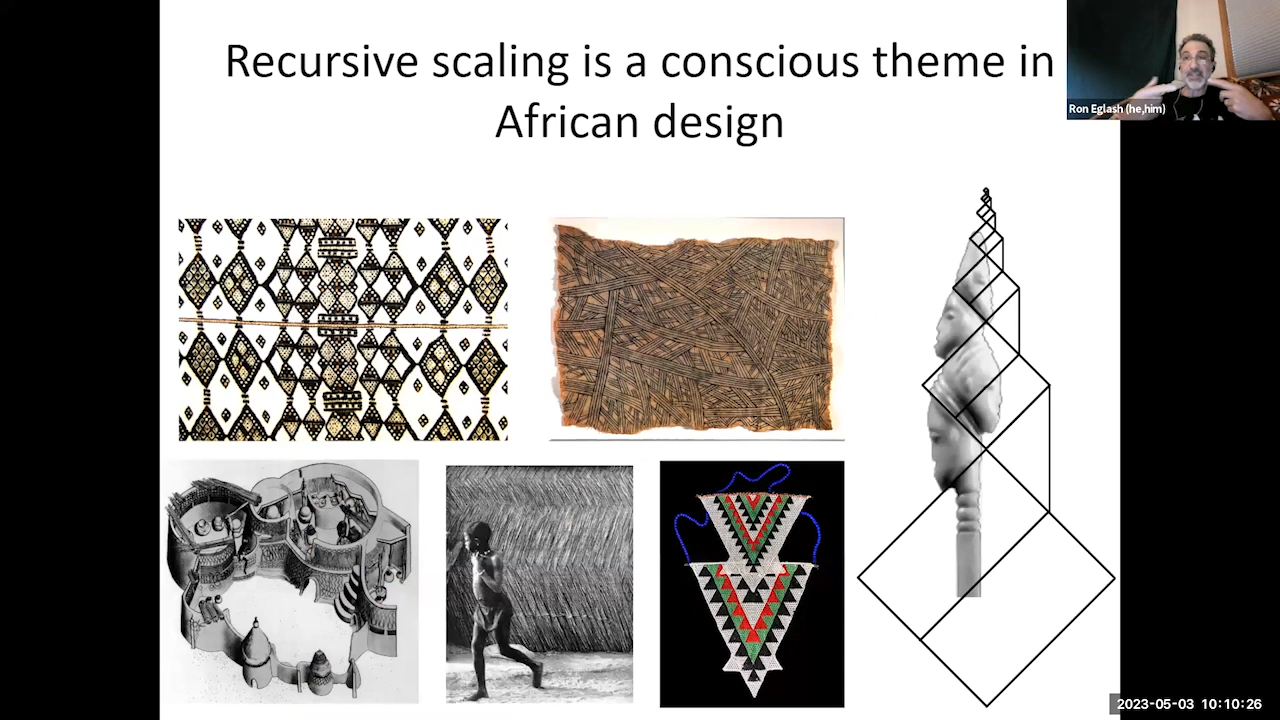 Recursive scaling is a conscious theme in
African design
Ron Eglash (he,him)
2023-05-03 10:10:26